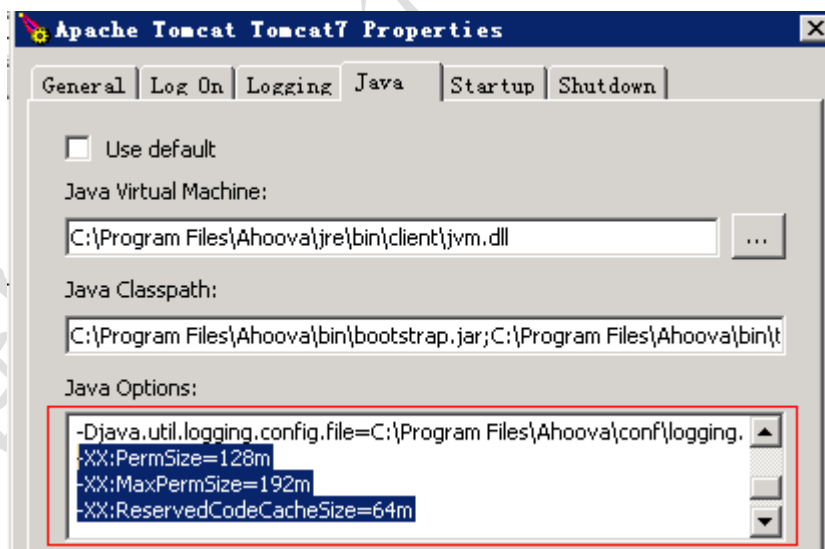 Apache Tomcat Tomcat7 Properties
General Log On Logging Java Startup Shutdown
Use default
Java Virtual Machine:
C:\Program Files\Ahoova\jre\bin\client\jvm.dll
...
Java Classpath:
C:\Program Files\Ahoova\bin\bootstrap.jar;C:\Program Files\Ahoova\bin\t
Java Options:
-Djava.util.logging.config.file=C:\Program Files\Ahoova\conf\logging.
-XX:PermSize=128m
-XX:MaxPermSize=192m
-XX:ReservedCodeCacheSize=64m